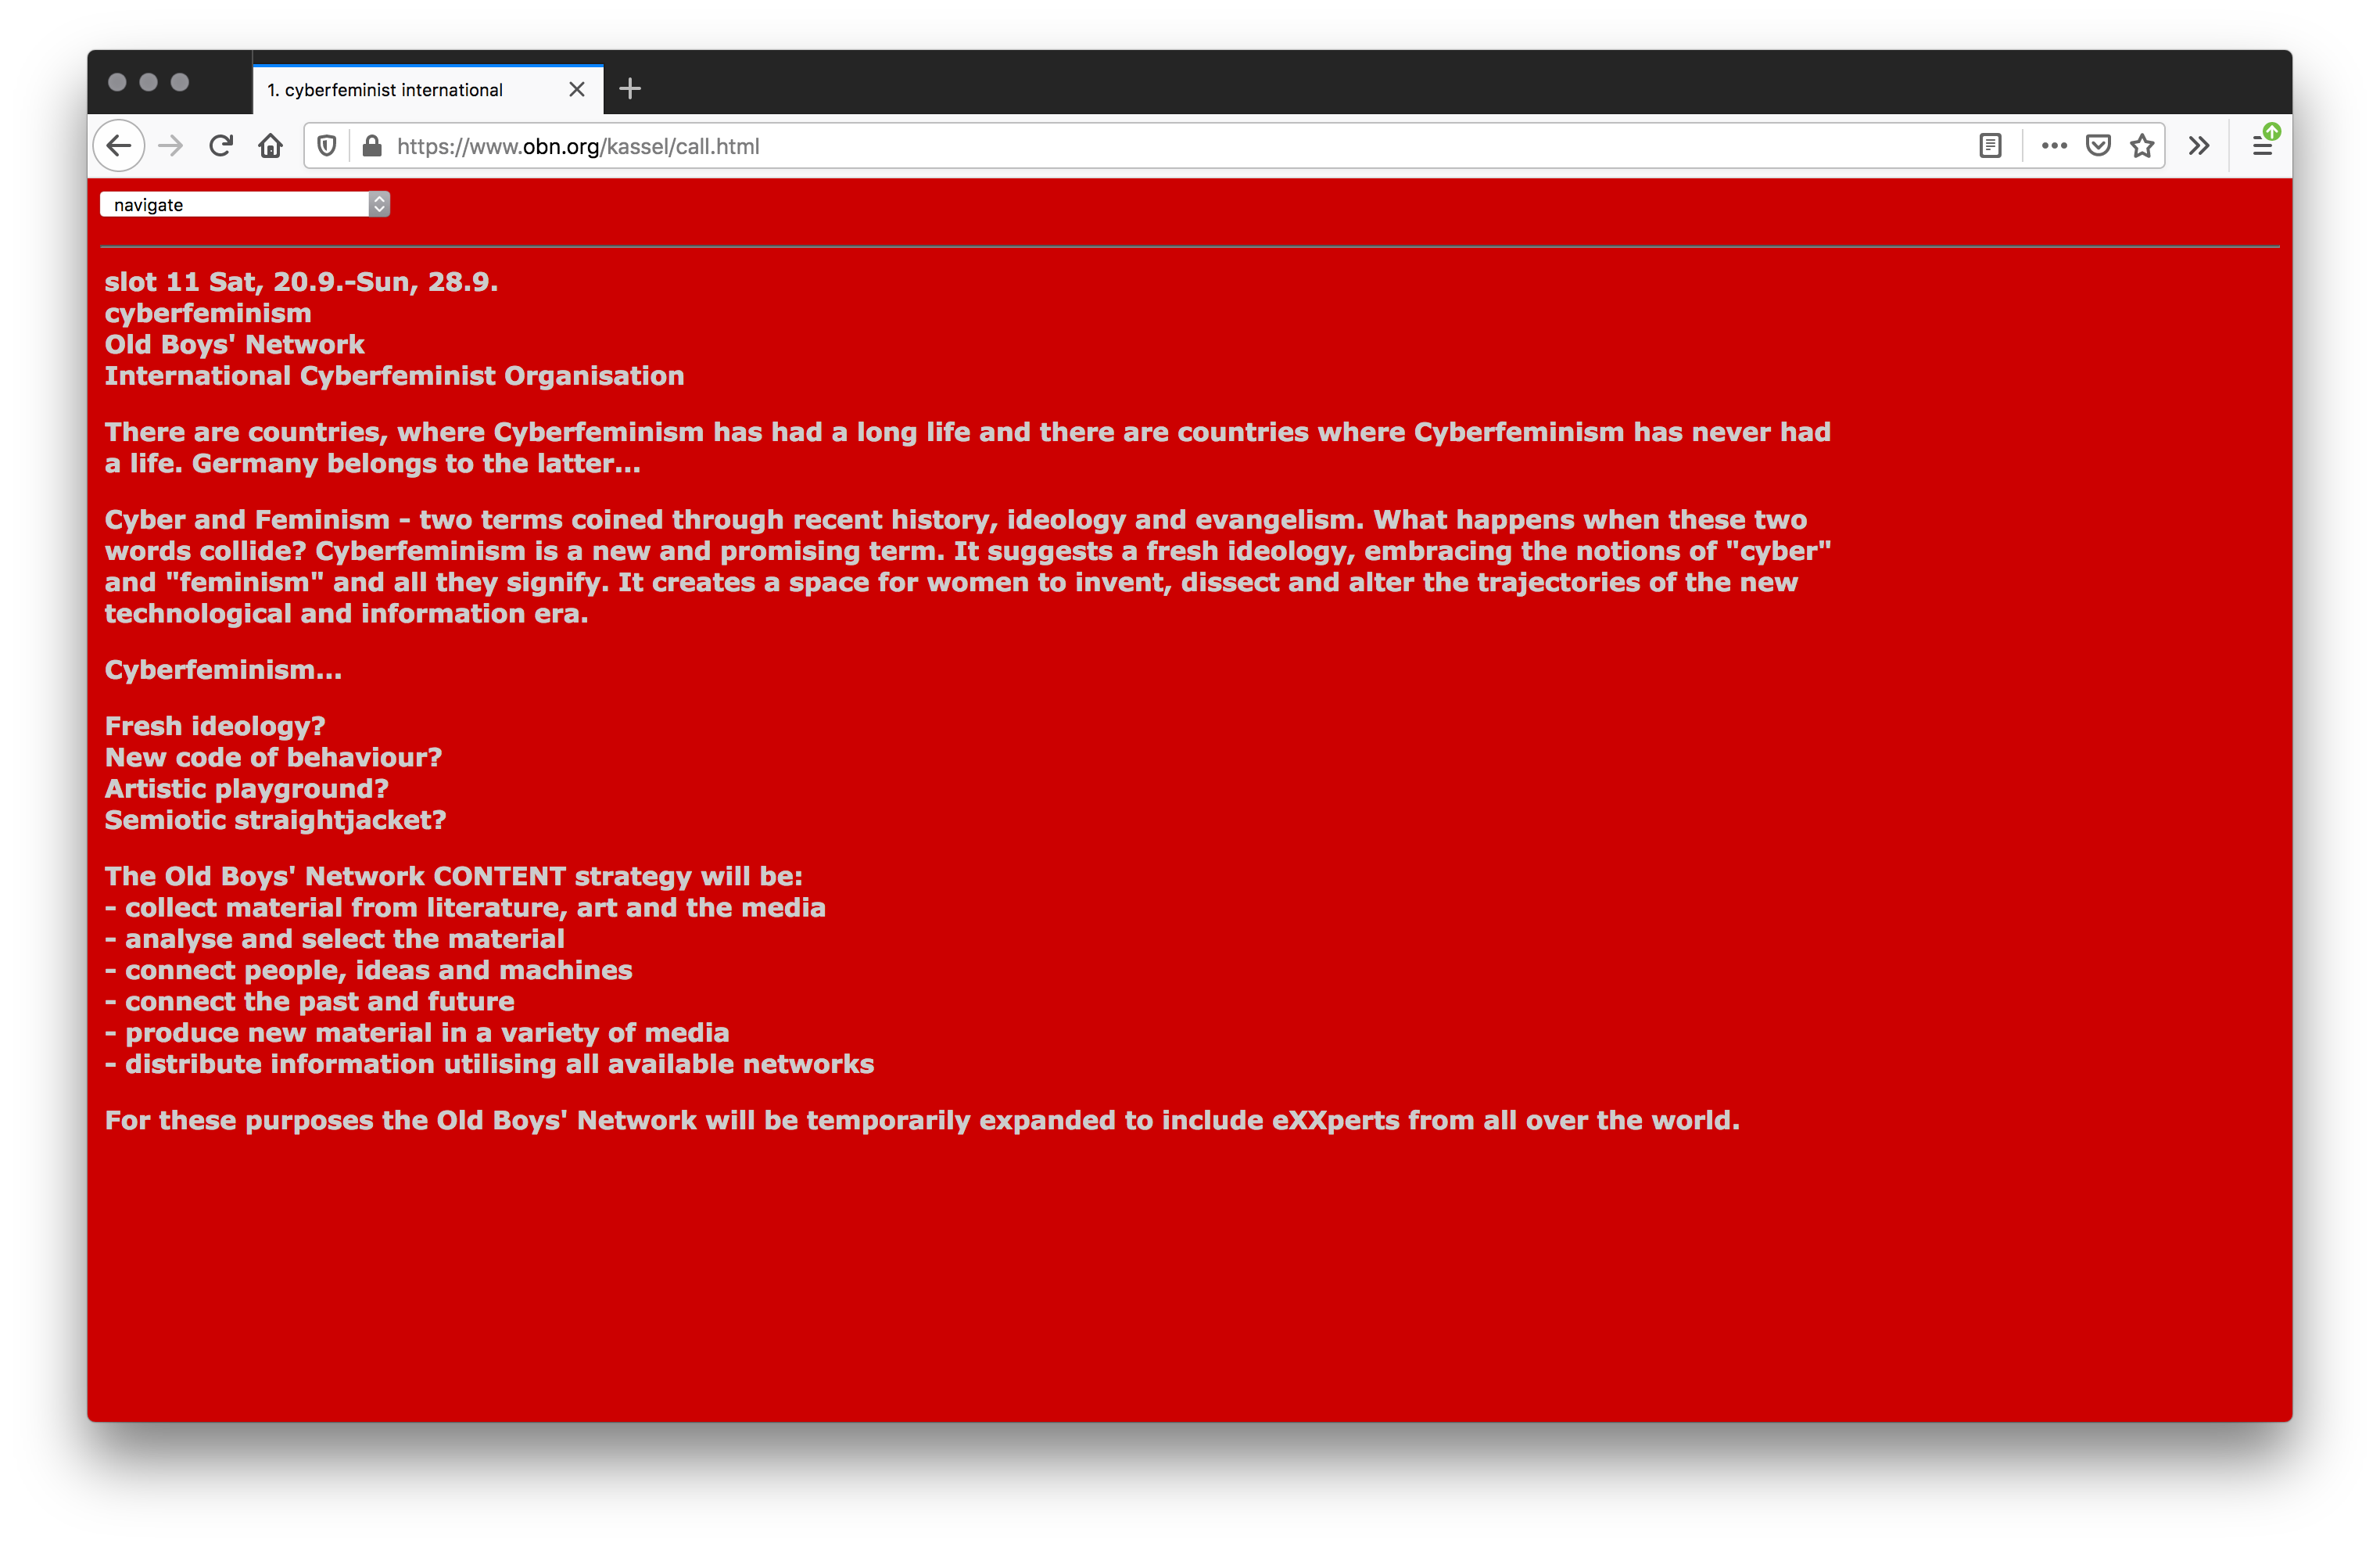 1. cyberfeminist international
https://www.obn.org/kassel/call.html
navigate
slot 11 Sat, 20.9.-Sun, 28.9.
cyberfeminism
Old Boys' Network
International Cyberfeminist Organisation
There are countries, where Cyberfeminism has had a long life and there are countries where Cyberfeminism has never had
a life. Germany belongs to the latter...
Cyber and Feminism - two terms coined through recent history, ideology and evangelism. What happens when these two
words collide? Cyberfeminism is a new and promising term. It suggests a fresh ideology, embracing the notions of "cyber"
and "feminism" and all they signify. It creates a space for women to invent, dissect and alter the trajectories of the new
technological and information era.
Cyberfeminism...
Fresh ideology?
New code of behaviour?
Artistic playground?
Semiotic straightjacket?
The Old Boys' Network CONTENT strategy will be:
- collect material from literature, art and the media
- analyse and select the material
- connect people, ideas and machines
- connect the past and future
- produce new material in a variety of media
- distribute information utilising all available networks
For these purposes the Old Boys' Network will be temporarily expanded to include eXXperts from all over the world.